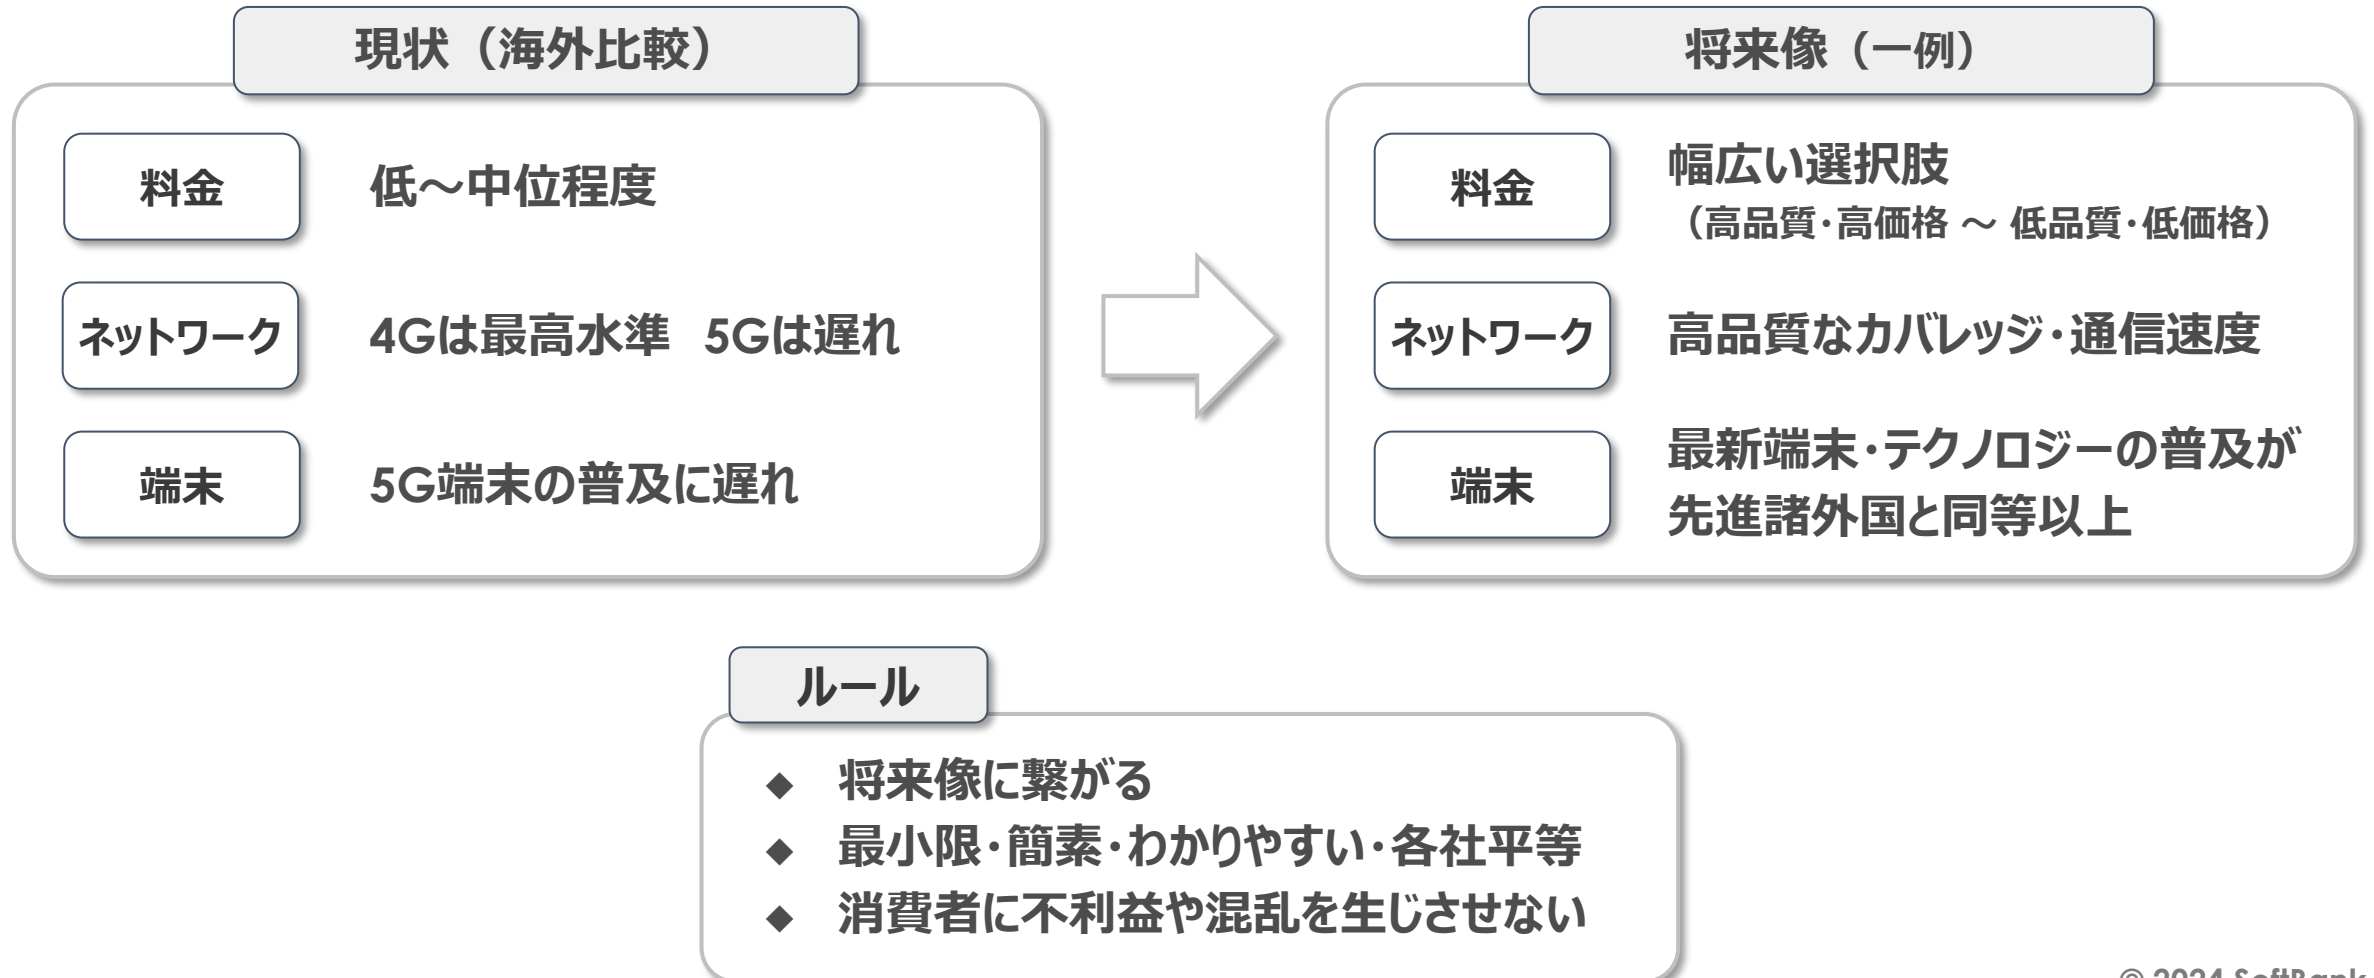 現状（海外比較）
料金
低～中位程度
ネットワーク
4Gは最高水準 5Gは遅れ
端末
5G端末の普及に遅れ
将来像（一例）
料金
幅広い選択肢
（高品質・高価格 ～ 低品質・低価格）
ネットワーク
高品質なカバレッジ・通信速度
端末
最新端末・テクノロジーの普及が
先進諸外国と同等以上
ルール
◆ 将来像に繋がる
◆ 最小限・簡素・わかりやすい・各社平等
◆ 消費者に不利益や混乱を生じさせない
© 2024 SoftBank